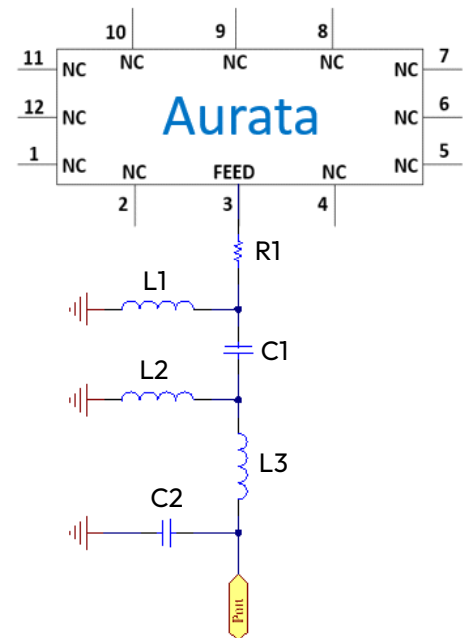 10 9 8
11 NC NC NC NC NC 7
12 NC Aurata NC 6
1 NC NC FEED NC NC 5
2 3 4
R1
L1
C1
L2
L3
C2
Port